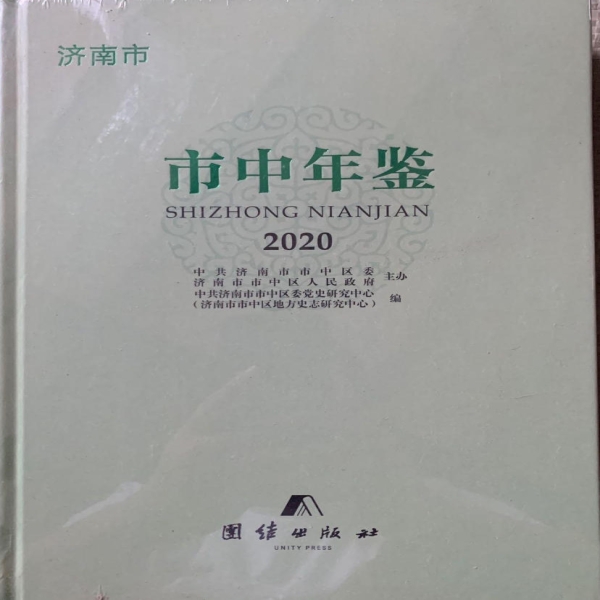 济南市
市中年鉴
SHIZHONG NIANJIAN
2020
中共济南市市中区委
济南市市中区人民政府 主办
中共济南市市中区委党史研究中心
（济南市市中区地方史志研究中心） 编
团结出版社
UNITY PRESS